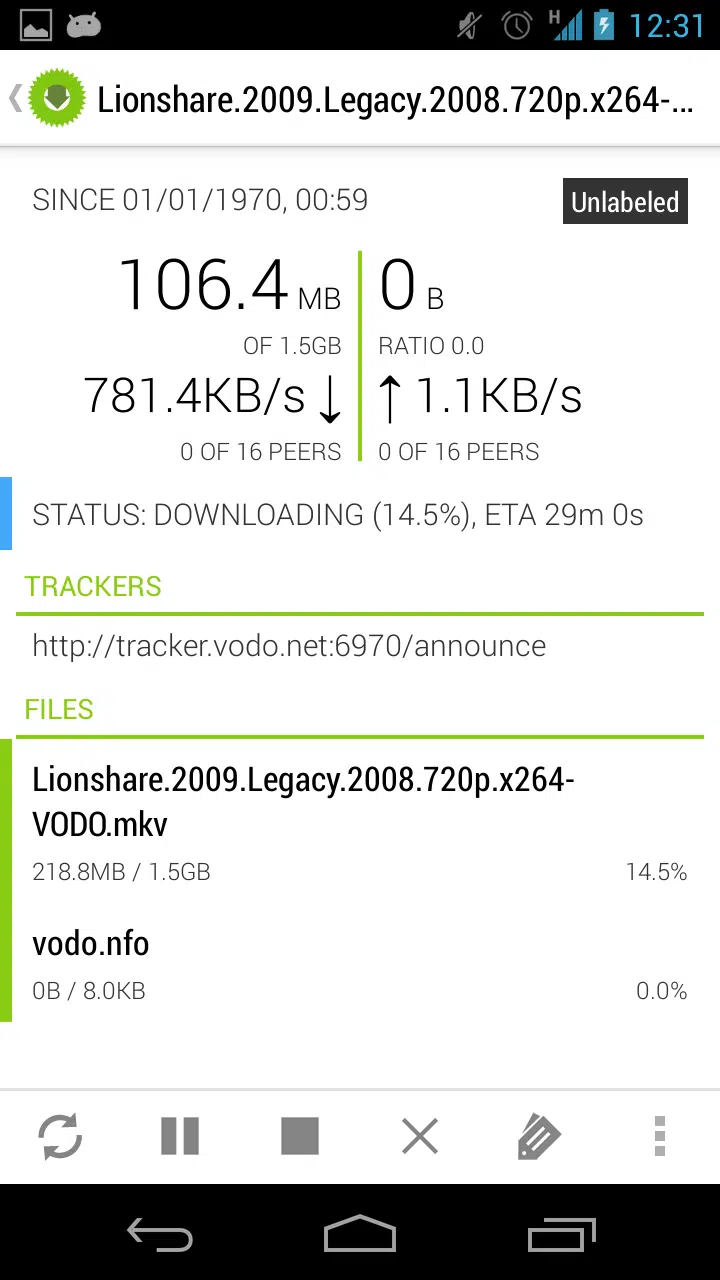 H 12:31
Lionshare.2009.Legacy.2008.720p.x264-...
SINCE 01/01/1970, 00:59
Unlabeled
106.4 MB
0 B
OF 1.5GB
RATIO 0.0
781.4KB/s ↓
↑ 1.1KB/s
0 OF 16 PEERS
0 OF 16 PEERS
STATUS: DOWNLOADING (14.5%), ETA 29m 0s
TRACKERS
http://tracker.vodo.net:6970/announce
FILES
Lionshare.2009.Legacy.2008.720p.x264-
VODO.mkv
218.8MB / 1.5GB
14.5%
vodo.nfo
0B / 8.0KB
0.0%